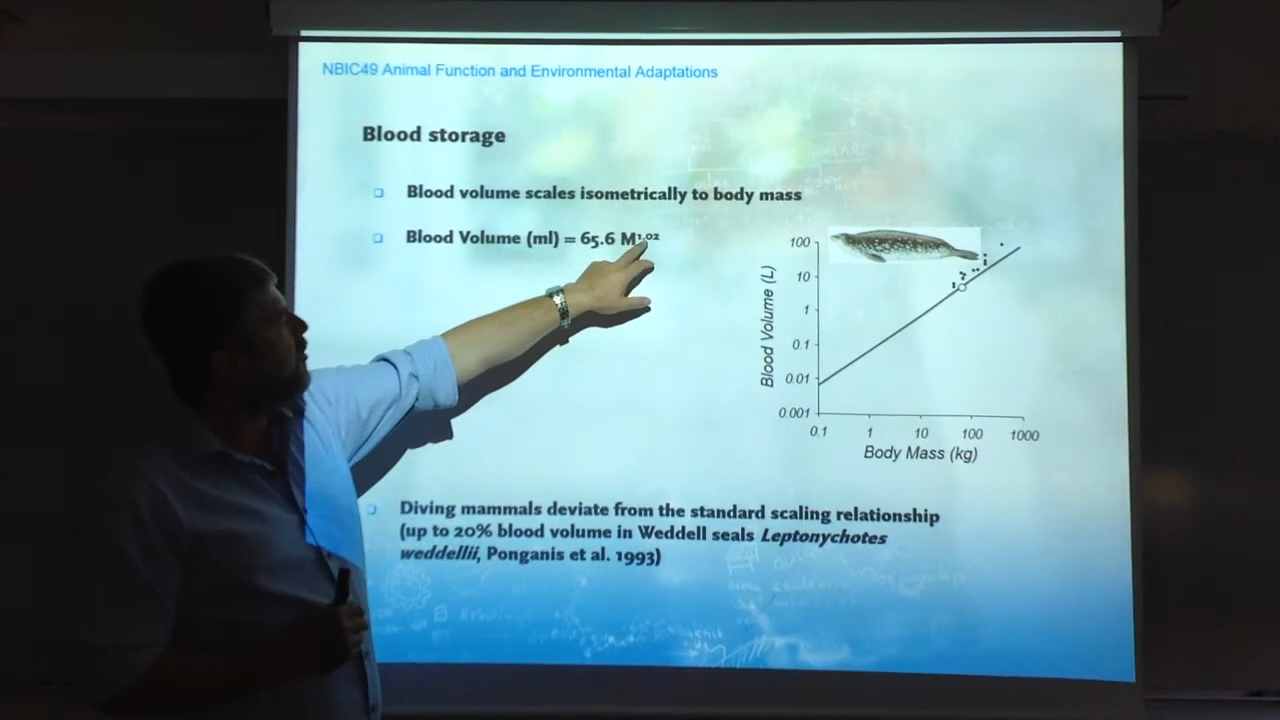 NBIC49 Animal Function and Environmental Adaptations
Blood storage
Blood volume scales isometrically to body mass
Blood Volume (ml) = 65.6 M¹·⁰²
100
10
1
0.1
0.01
0.001
Blood Volume (L)
0.1 1 10 100 1000
Body Mass (kg)
Diving mammals deviate from the standard scaling relationship
(up to 20% blood volume in Weddell seals Leptonychotes
weddellii, Ponganis et al. 1993)